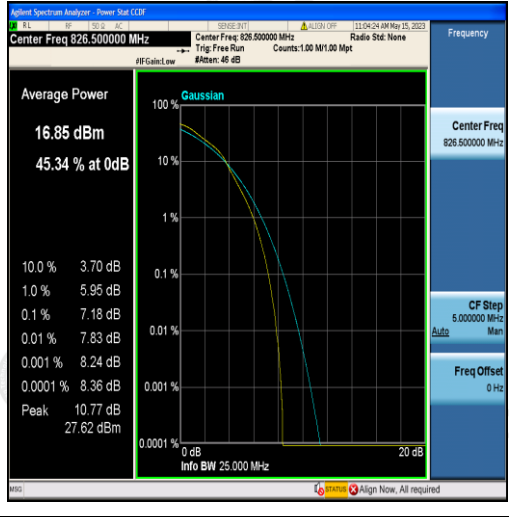 Agilent Spectrum Analyzer - Power Stat CCDF
RL RF 50 Ω AC SENSE:INT ALIGN OFF 11:04:24 AM May 15, 2023
Center Freq 826.500000 MHz
Center Freq: 826.500000 MHz Radio Std: None
Trig: Free Run Counts:1.00 M/1.00 Mpt
#IFGain:Low #Atten: 46 dB
Frequency
Average Power
16.85 dBm
45.34 % at 0dB
10.0 % 3.70 dB
1.0 % 5.95 dB
0.1 % 7.18 dB
0.01 % 7.83 dB
0.001 % 8.24 dB
0.0001 % 8.36 dB
Peak 10.77 dB
27.62 dBm
Gaussian
100 %
10 %
1 %
0.1 %
0.01 %
0.001 %
0.0001 %
0 dB 20 dB
Info BW 25.000 MHz
Center Freq
826.500000 MHz
CF Step
5.000000 MHz
Auto Man
Freq Offset
0 Hz
MSG STATUS Align Now, All required